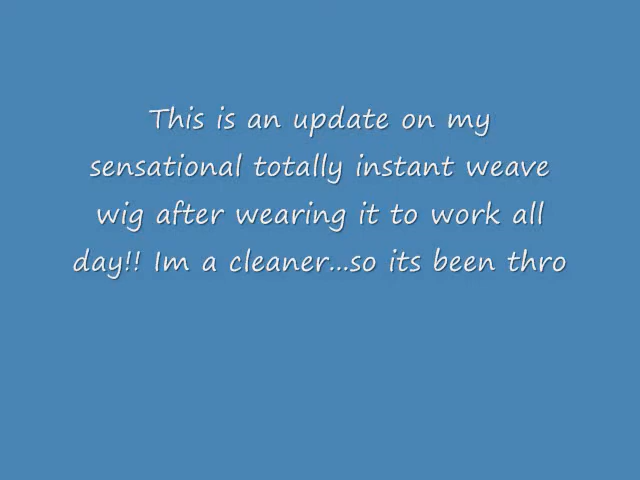 This is an update on my
sensational totally instant weave
wig after wearing it to work all
day!! Im a cleaner...so its been thro